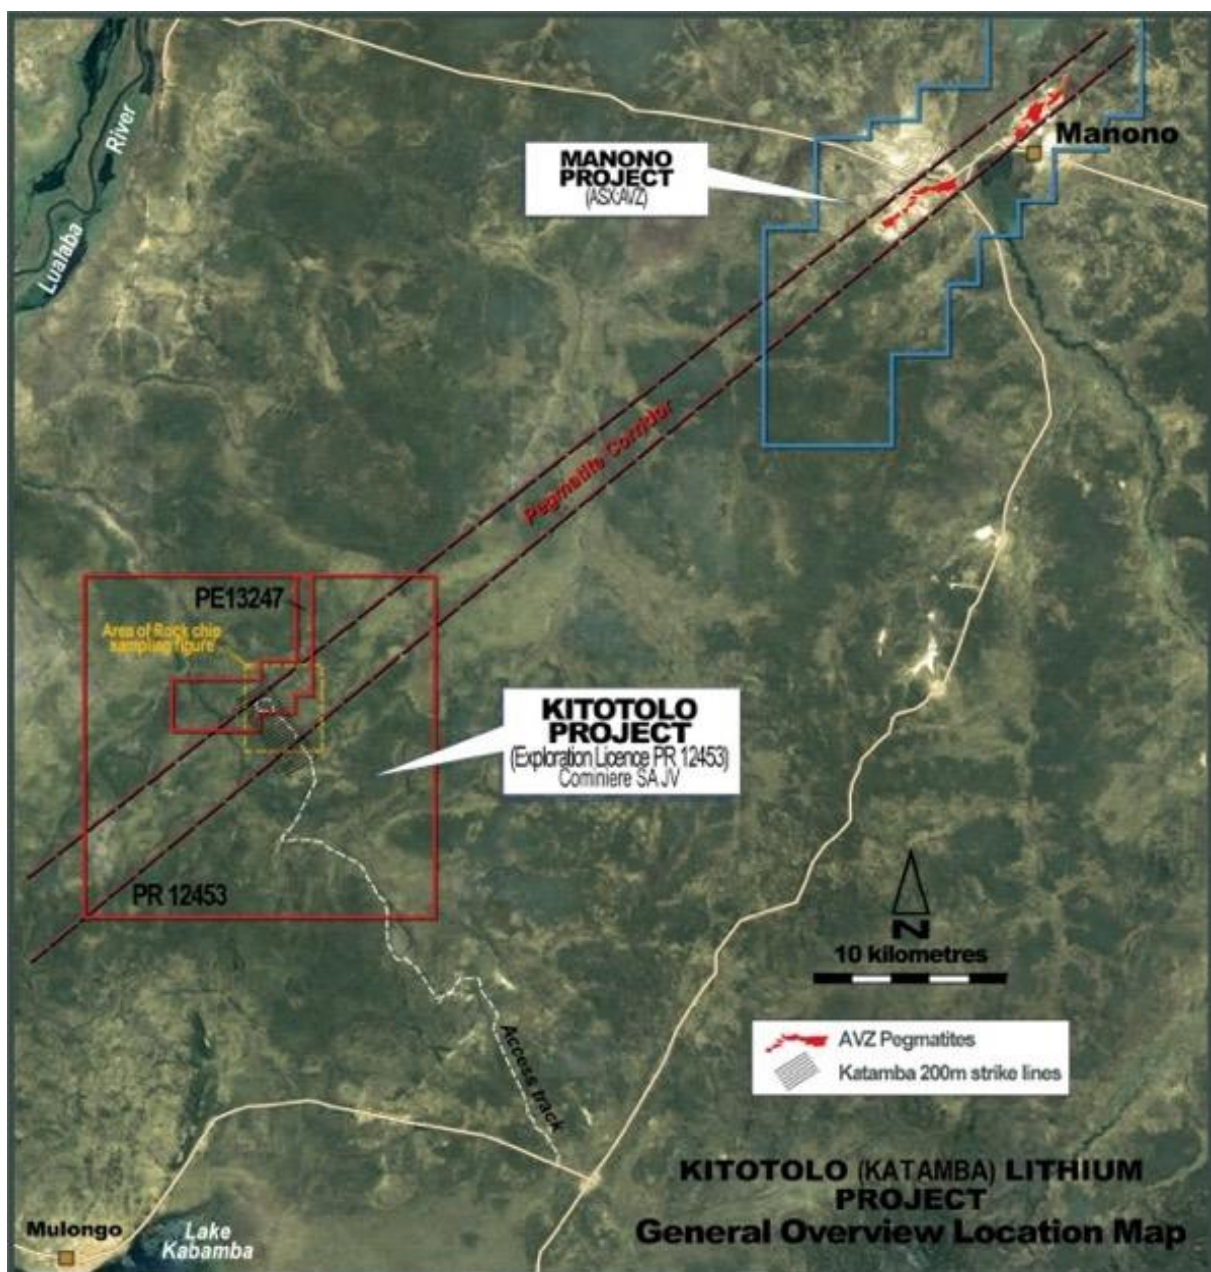 River
Lualaba
MANONO
PROJECT
(ASX:AVZ)
Manono
Pegmatite Corridor
PE13247
Area of Rock chip
sampling figure
KITOTOLO
PROJECT
(Exploration Licence PR 12453)
Cominiere SA JV
PR 12453
N
10 kilometres
Access track
AVZ Pegmatites
Katamba 200m strike lines
KITOTOLO (KATAMBA) LITHIUM
PROJECT
General Overview Location Map
Mulongo
Lake
Kabamba